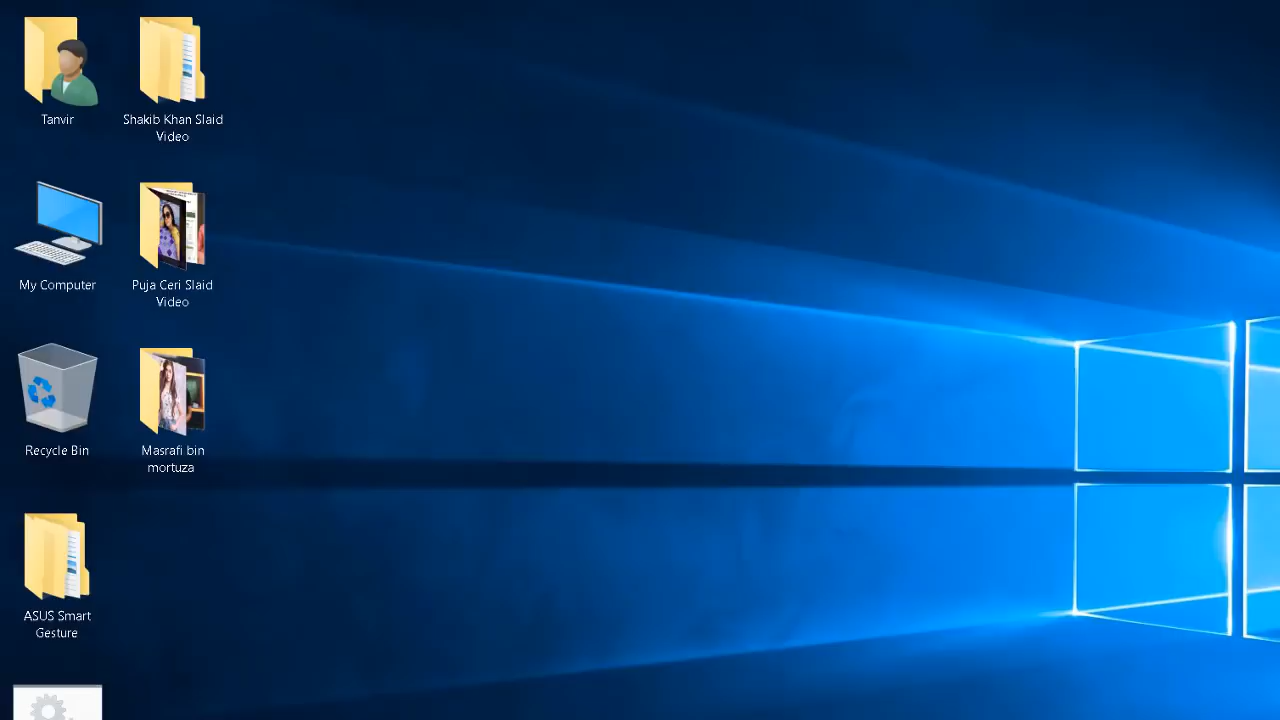 Tanvir
Shakib Khan Slaid
Video
My Computer
Puja Ceri Slaid
Video
Recycle Bin
Masrafi bin
mortuza
ASUS Smart
Gesture